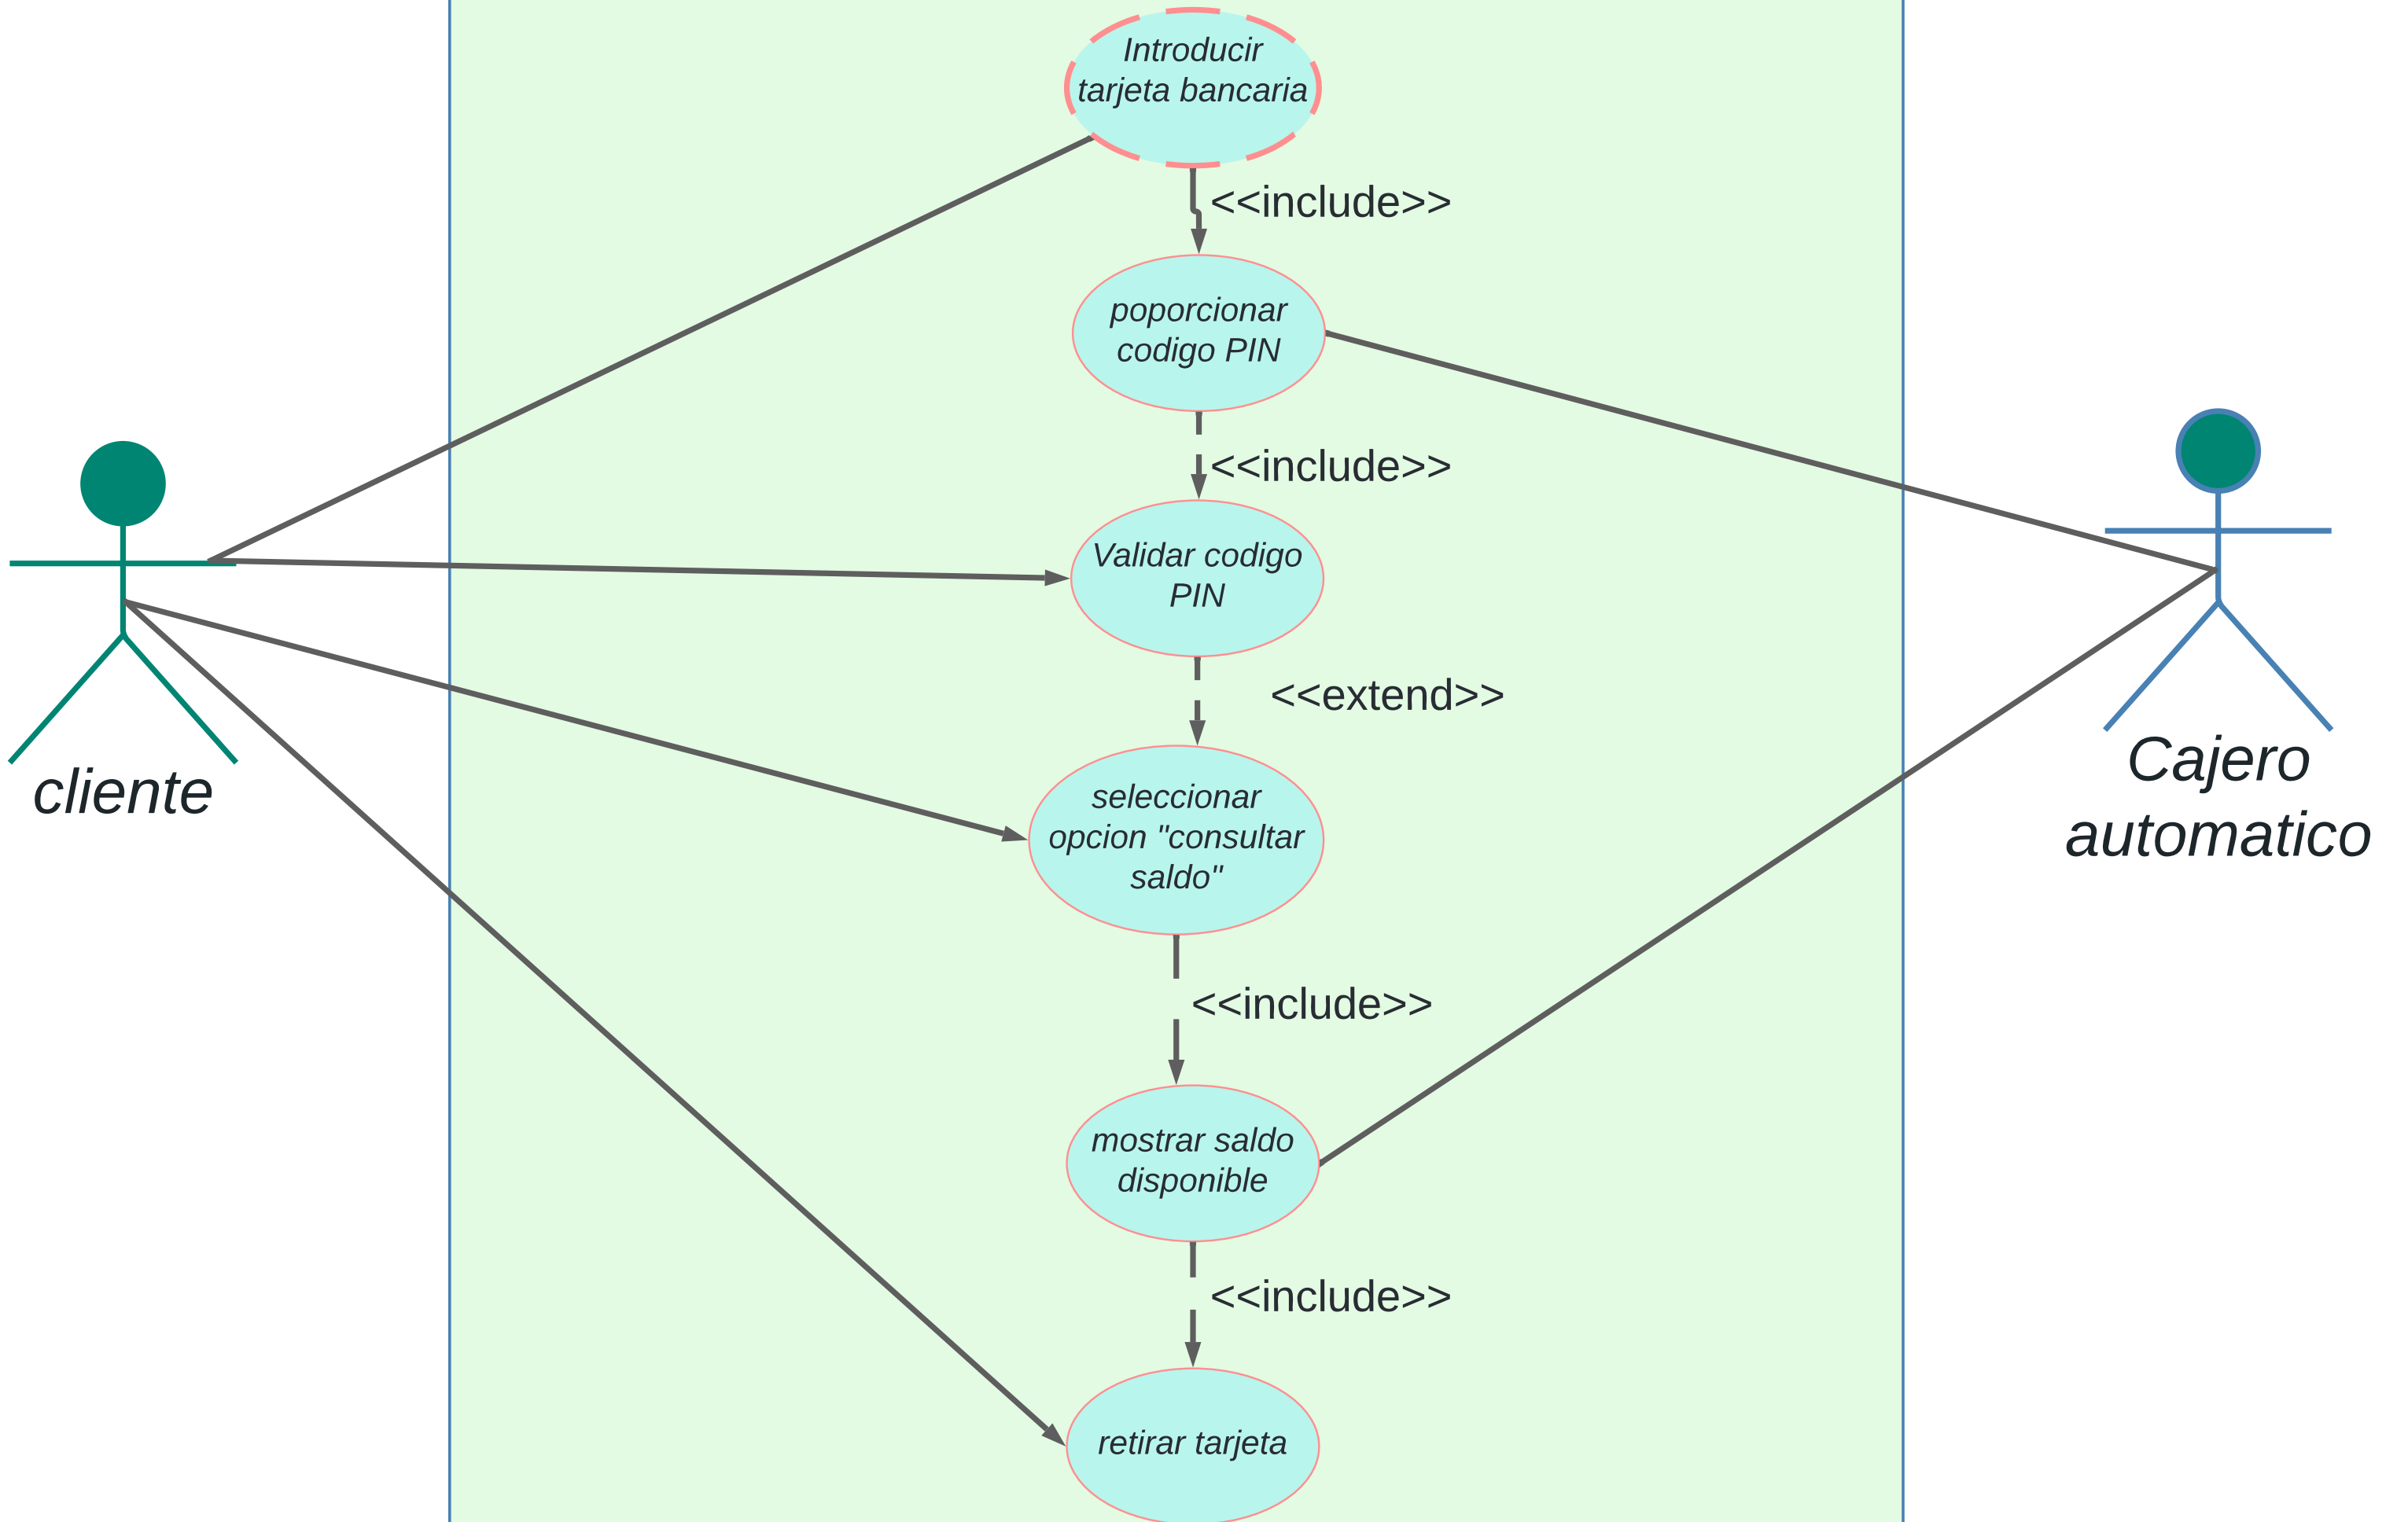 Introducir
tarjeta bancaria
<<include>>
poporcionar
codigo PIN
<<include>>
Validar codigo
PIN
<<extend>>
seleccionar
opcion "consultar
saldo"
cliente
Cajero
automatico
<<include>>
mostrar saldo
disponible
<<include>>
retirar tarjeta